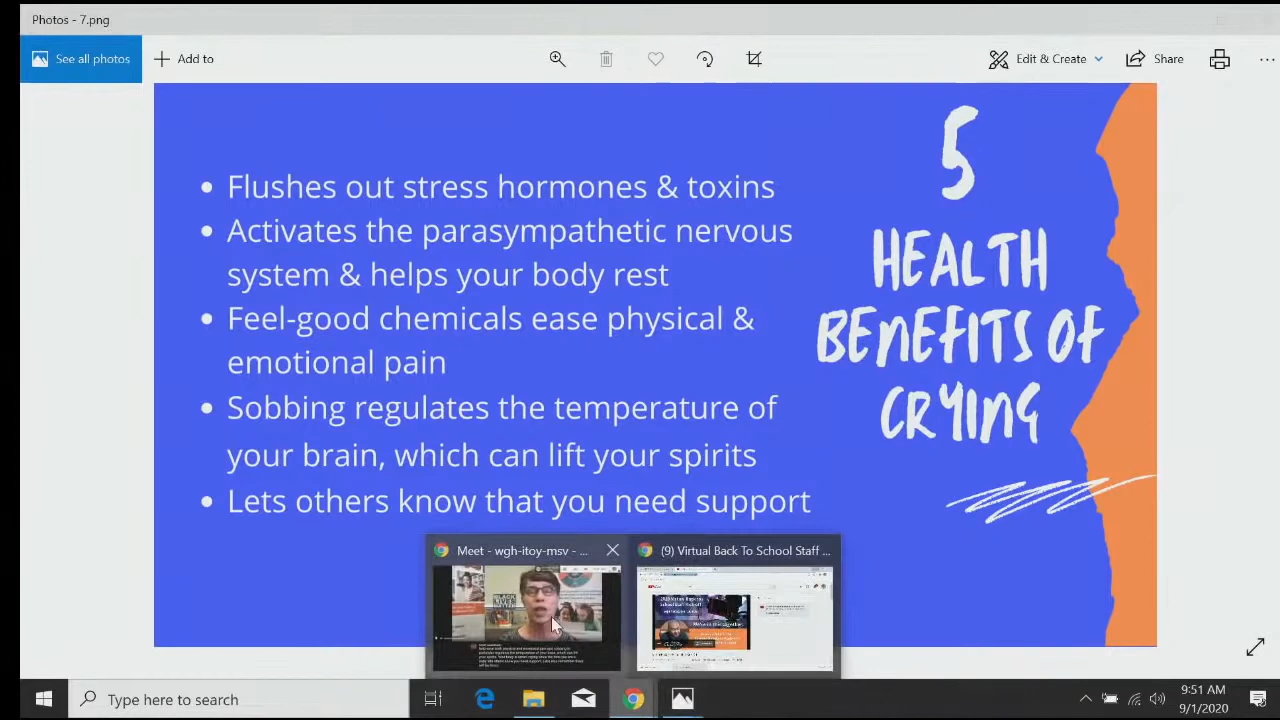 Photos - 7.png
See all photos
Add to
Edit & Create
Share
5
HEALTH
BENEFITS OF
CRYING
• Flushes out stress hormones & toxins
• Activates the parasympathetic nervous
system & helps your body rest
• Feel-good chemicals ease physical &
emotional pain
• Sobbing regulates the temperature of
your brain, which can lift your spirits
• Lets others know that you need support
Meet - wgh-itoy-msv - ...
(9) Virtual Back To School Staff ...
BLACK
LIVES
MATTER
Type here to search
9:51 AM
9/1/2020